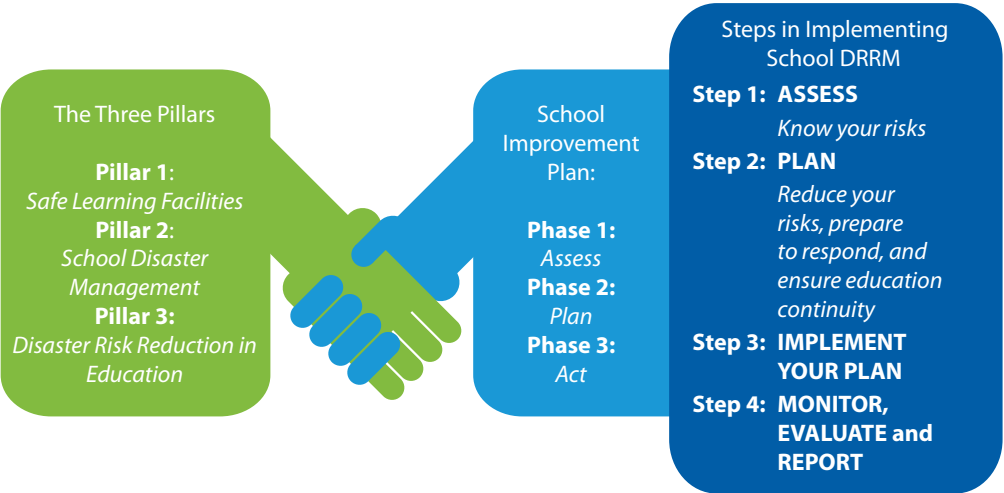 The Three Pillars
Pillar 1:
Safe Learning Facilities
Pillar 2:
School Disaster
Management
Pillar 3:
Disaster Risk Reduction in
Education
School
Improvement
Plan:
Phase 1:
Assess
Phase 2:
Plan
Phase 3:
Act
Steps in Implementing
School DRRM
Step 1: ASSESS
Know your risks
Step 2: PLAN
Reduce your
risks, prepare
to respond, and
ensure education
continuity
Step 3: IMPLEMENT
YOUR PLAN
Step 4: MONITOR,
EVALUATE and
REPORT